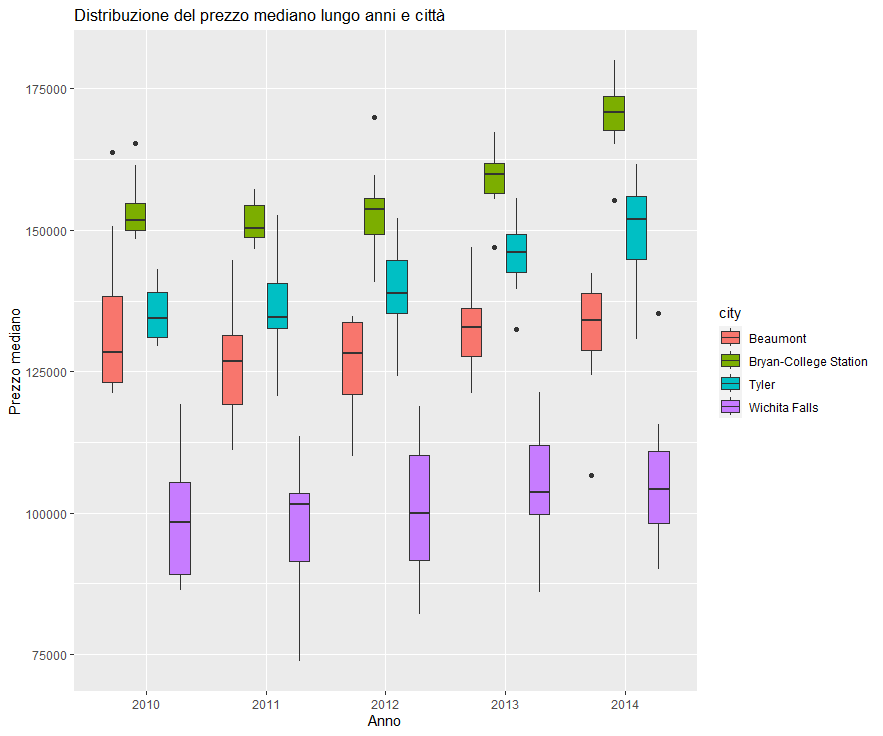 Distribuzione del prezzo mediano lungo anni e città
Prezzo mediano
175000
150000
125000
100000
75000
2010 2011 2012 2013 2014
Anno
city
Beaumont
Bryan-College Station
Tyler
Wichita Falls